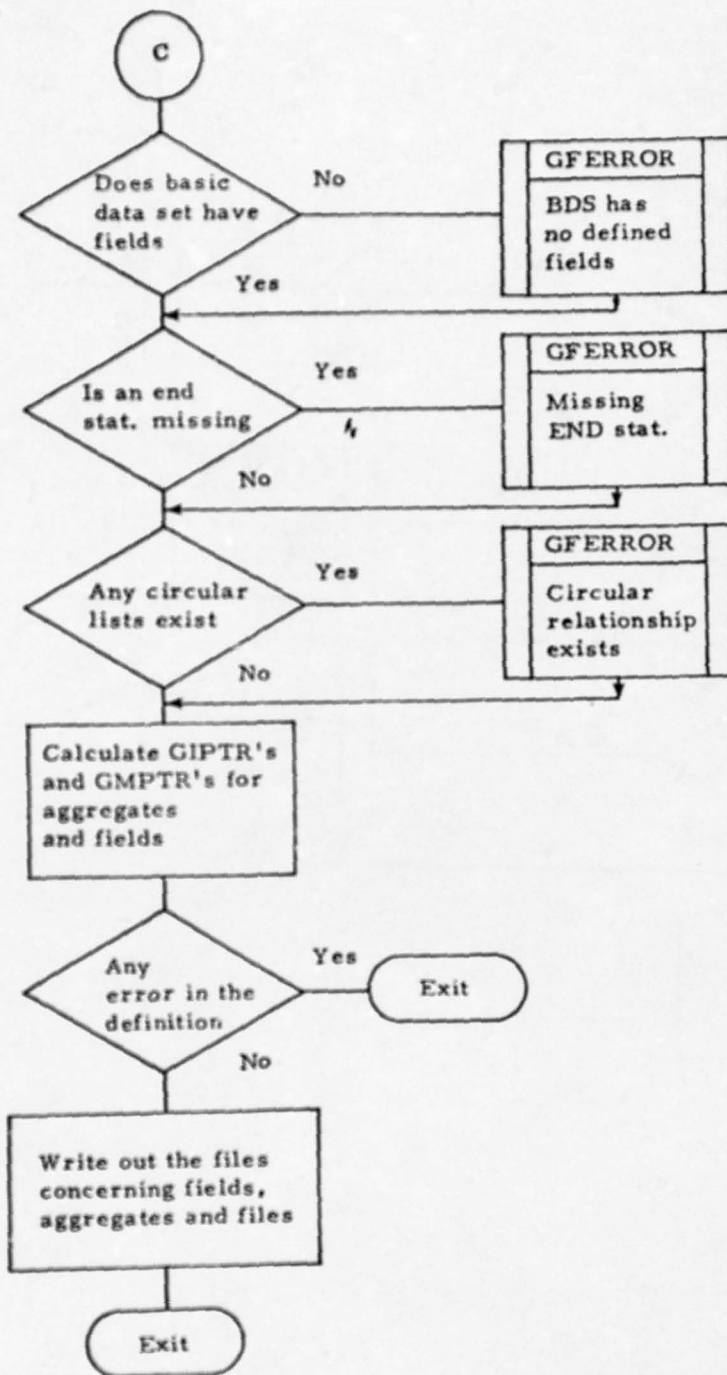 C
Does basic
data set have
fields
No
GFERROR
BDS has
no defined
fields
Yes
Is an end
stat. missing
Yes
GFERROR
Missing
END stat.
No
Any circular
lists exist
Yes
GFERROR
Circular
relationship
exists
No
Calculate GIPTR's
and GMPTR's for
aggregates
and fields
Any
error in the
definition
Yes
Exit
No
Write out the files
concerning fields,
aggregates and files
Exit